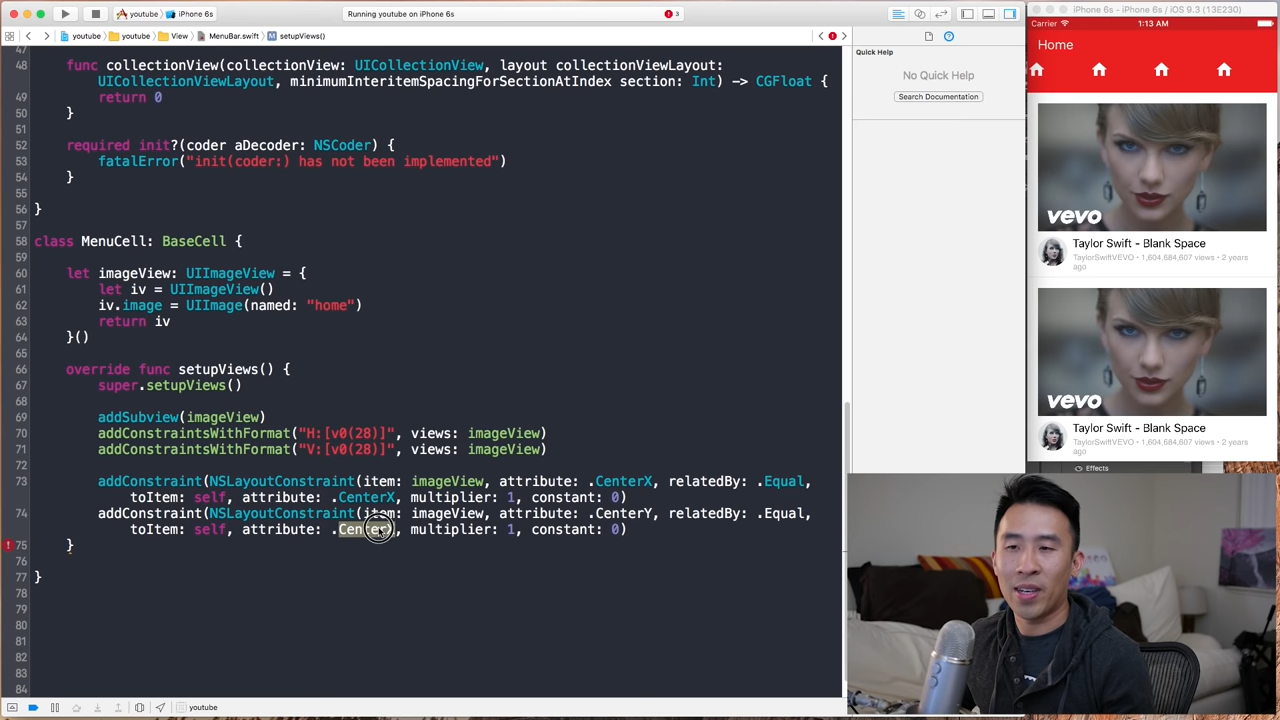 youtube
iPhone 6s
Running youtube on iPhone 6s
3
youtube
youtube
View
MenuBar.swift
setupViews()
Quick Help
No Quick Help
Search Documentation
47
48 func collectionView(collectionView: UICollectionView, layout collectionViewLayout:
UICollectionViewLayout, minimumInteritemSpacingForSectionAtIndex section: Int) -> CGFloat {
49 return 0
50 }
51
52 required init?(coder aDecoder: NSCoder) {
53 fatalError("init(coder:) has not been implemented")
54 }
55
56 }
57
58 class MenuCell: BaseCell {
59
60 let imageView: UIImageView = {
61 let iv = UIImageView()
62 iv.image = UIImage(named: "home")
63 return iv
64 }()
65
66 override func setupViews() {
67 super.setupViews()
68
69 addSubview(imageView)
70 addConstraintsWithFormat("H:[v0(28)]", views: imageView)
71 addConstraintsWithFormat("V:[v0(28)]", views: imageView)
72
73 addConstraint(NSLayoutConstraint(item: imageView, attribute: .CenterX, relatedBy: .Equal,
toItem: self, attribute: .CenterX, multiplier: 1, constant: 0)
74 addConstraint(NSLayoutConstraint(item: imageView, attribute: .CenterY, relatedBy: .Equal,
toItem: self, attribute: , multiplier: 1, constant: 0)
75 }
76
77 }
78
79
80
81
82
83
84
youtube
iPhone 6s - iPhone 6s / iOS 9.3 (13E230)
Carrier
1:13 AM
Home
vevo
Taylor Swift - Blank Space
TaylorSwiftVEVO • 1,604,684,607 views • 2 years
ago
vevo
Taylor Swift - Blank Space
TaylorSwiftVEVO • 1,604,684,607 views • 2 years
ago
Effects